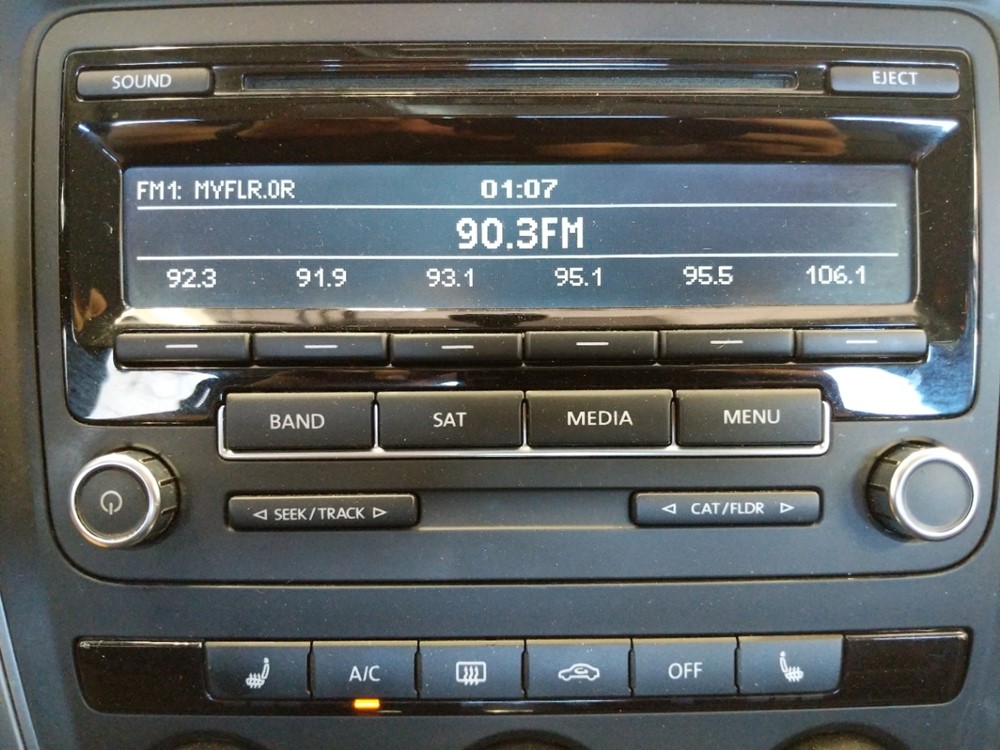 SOUND EJECT
FM1: MYFLR.OR 01:07
90.3FM
92.3 91.9 93.1 95.1 95.5 106.1
BAND SAT MEDIA MENU
SEEK/TRACK CAT/FLDR
A/C OFF